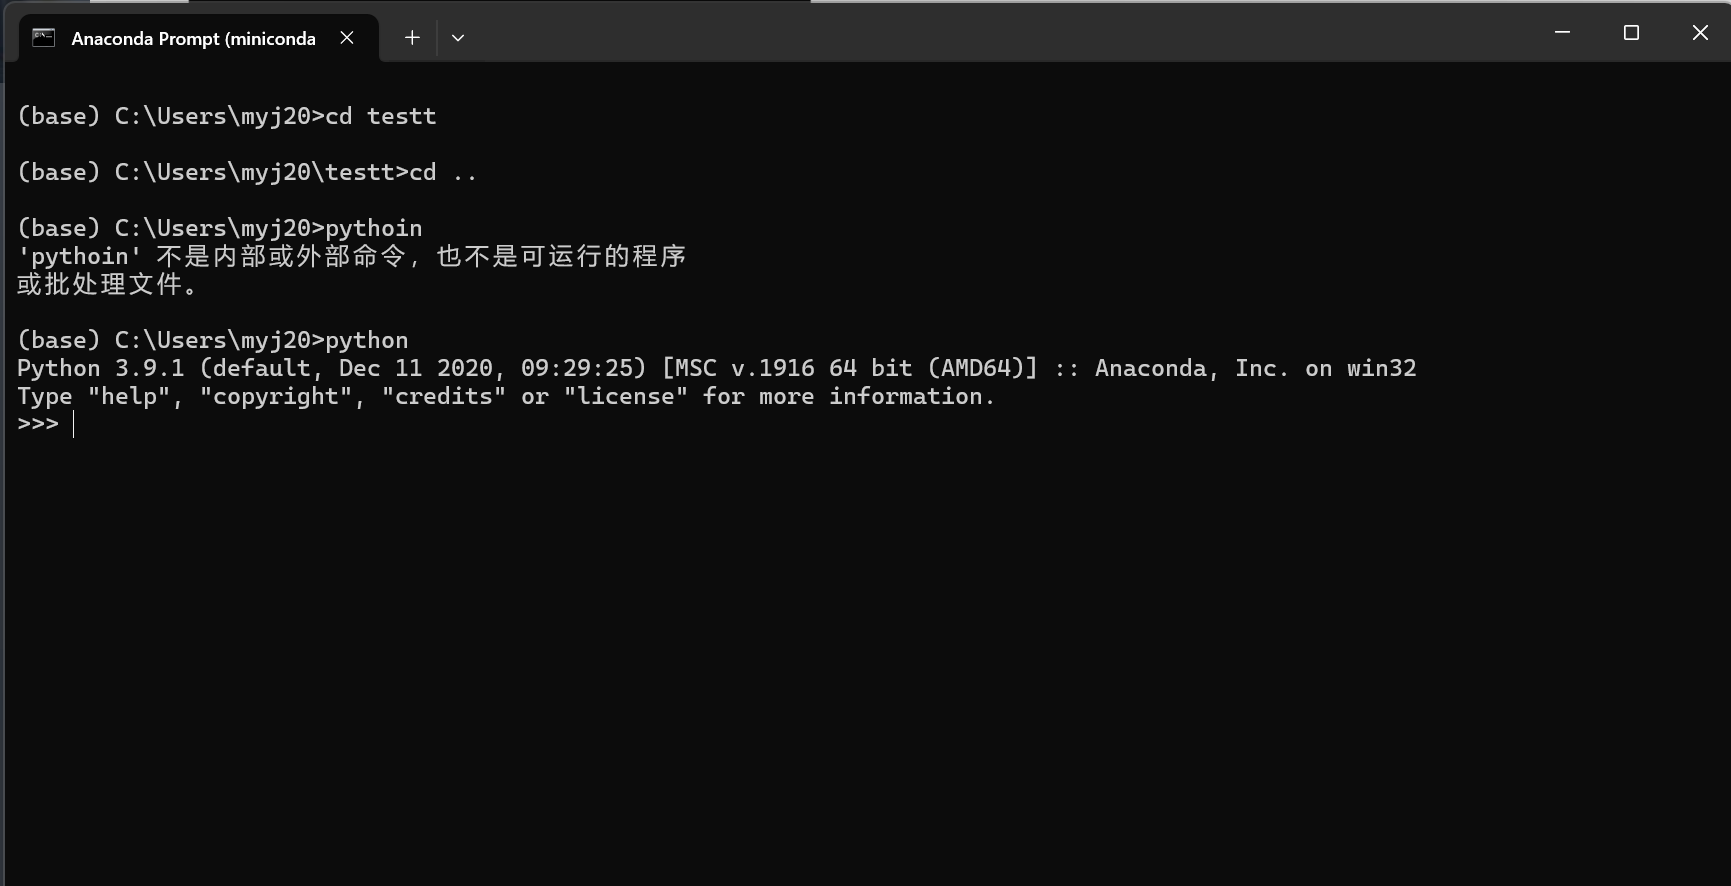 Anaconda Prompt (miniconda
(base) C:\Users\myj20>cd testt
(base) C:\Users\myj20\testt>cd ..
(base) C:\Users\myj20>pythoin
'pythoin' 不是内部或外部命令，也不是可运行的程序
或批处理文件。
(base) C:\Users\myj20>python
Python 3.9.1 (default, Dec 11 2020, 09:29:25) [MSC v.1916 64 bit (AMD64)] :: Anaconda, Inc. on win32
Type "help", "copyright", "credits" or "license" for more information.
>>>